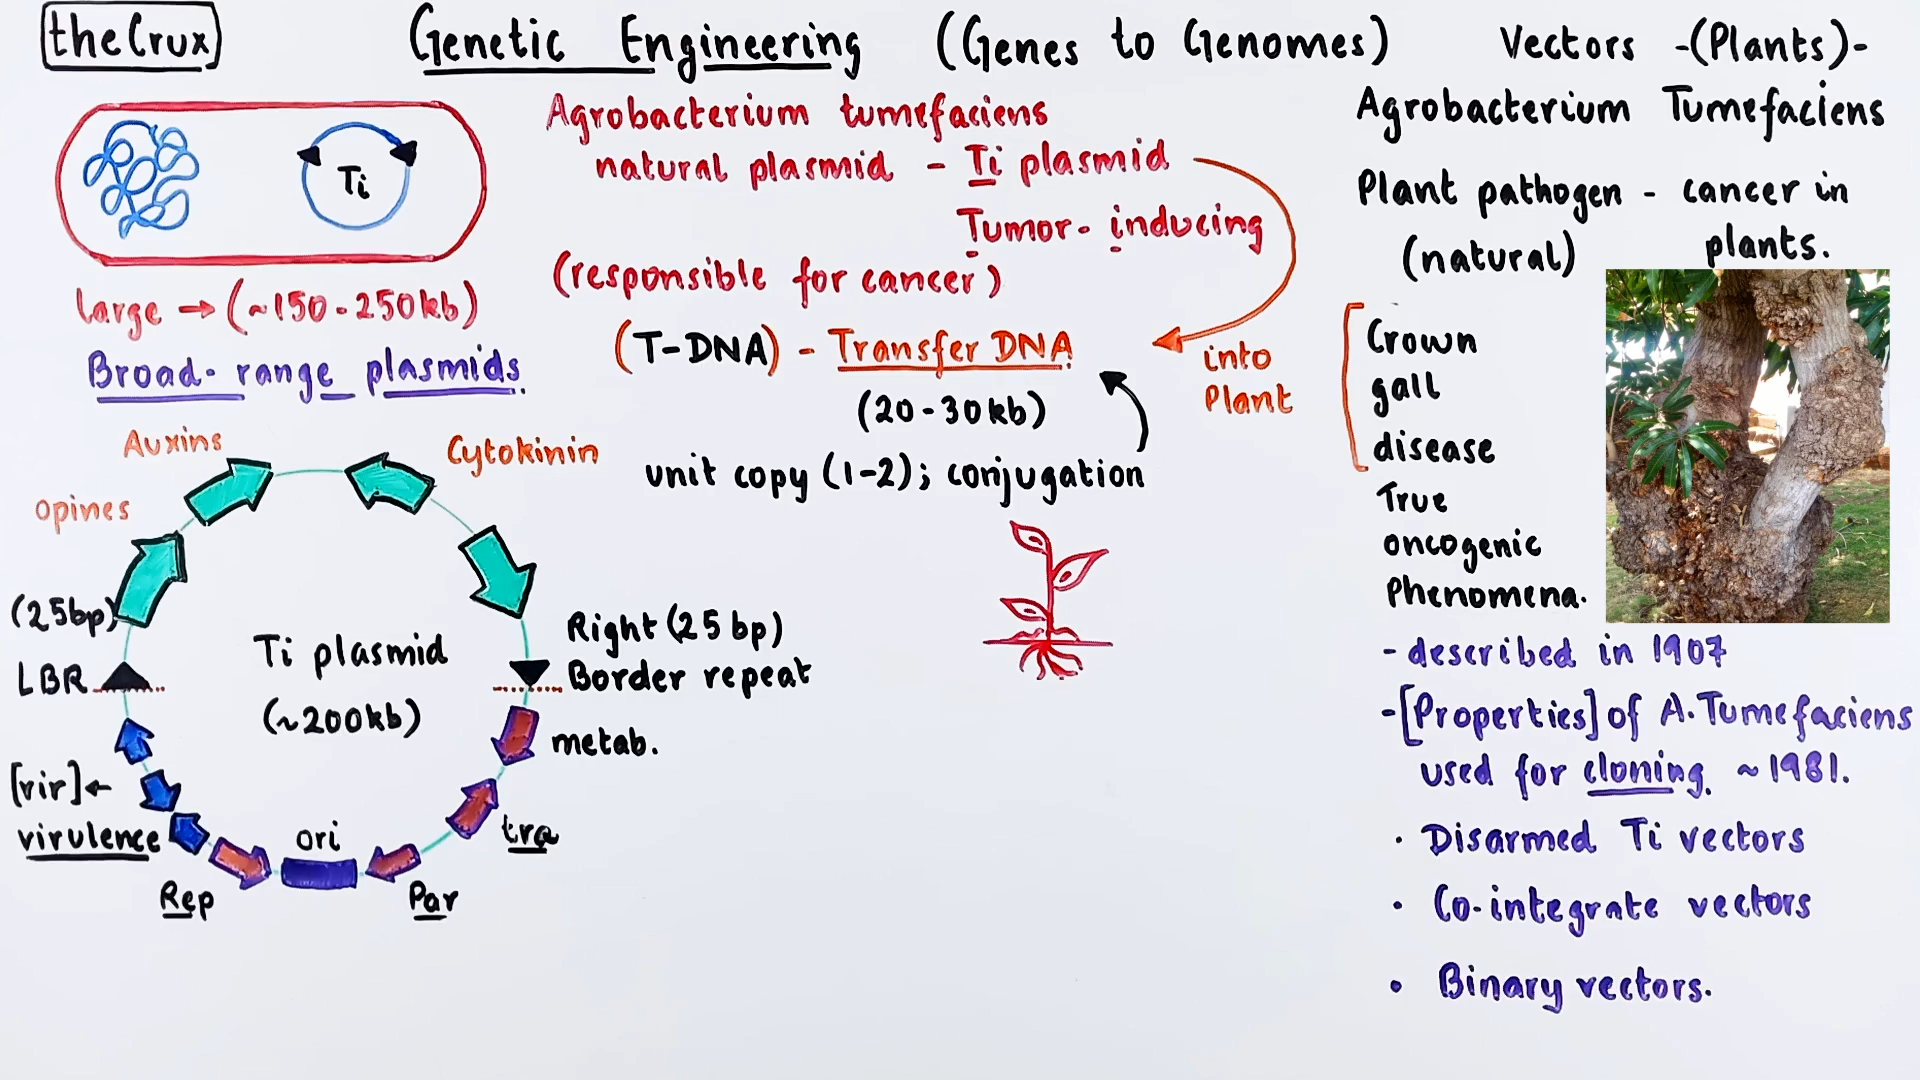 theCrux
Genetic Engineering (Genes to Genomes)
Vectors -(Plants)-
Agrobacterium Tumefaciens
Plant pathogen - cancer in
(natural) plants.
Crown
gall
disease
True
oncogenic
Phenomena.
- described in 1907
- [Properties] of A. Tumefaciens
used for cloning ~1981.
· Disarmed Ti vectors
· Co-integrate vectors
· Binary vectors.
Agrobacterium tumefaciens
natural plasmid - Ti plasmid
Tumor-inducing
(responsible for cancer)
(T-DNA) - Transfer DNA
into
Plant
(20-30kb)
unit copy (1-2); conjugation
Ti
large → (~150-250kb)
Broad-range plasmids
Auxins
Cytokinin
opines
(25bp)
LBR
Ti plasmid
(~200kb)
Right (25bp)
Border repeat
metab.
[vir] ←
virulence
ori
tra
Rep
Par